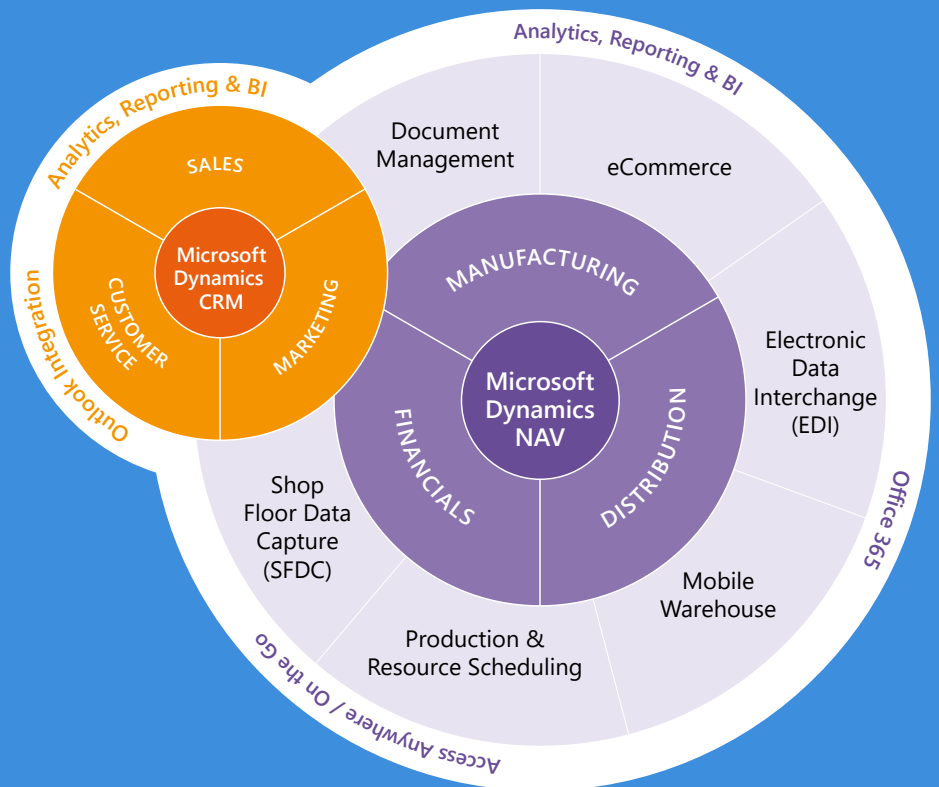 Analytics, Reporting & BI
Analytics, Reporting & BI
Document
Management
eCommerce
SALES
Microsoft
Dynamics
CRM
CUSTOMER
SERVICE
MARKETING
MANUFACTURING
Outlook Integration
Electronic
Data
Interchange
(EDI)
Microsoft
Dynamics
NAV
FINANCIALS
DISTRIBUTION
Shop
Floor Data
Capture
(SFDC)
Office 365
Mobile
Warehouse
Production &
Resource Scheduling
Access Anywhere / On the Go